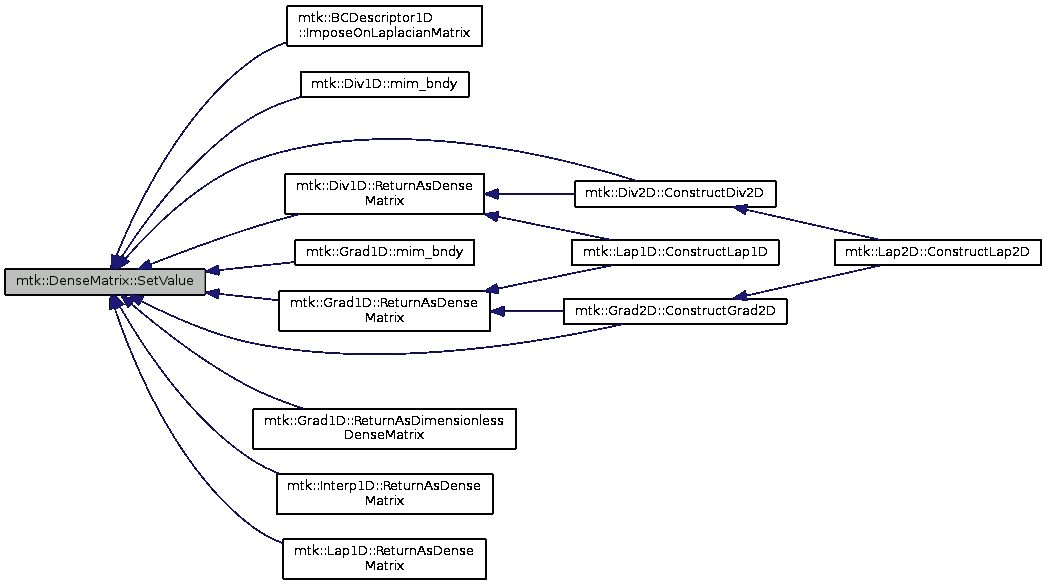 mtk::BCDescriptor1D
::ImposeOnLaplacianMatrix
mtk::Div1D::mim_bndy
mtk::Div1D::ReturnAsDense
Matrix
mtk::Div2D::ConstructDiv2D
mtk::Grad1D::mim_bndy
mtk::Lap1D::ConstructLap1D
mtk::Lap2D::ConstructLap2D
mtk::DenseMatrix::SetValue
mtk::Grad1D::ReturnAsDense
Matrix
mtk::Grad2D::ConstructGrad2D
mtk::Grad1D::ReturnAsDimensionless
DenseMatrix
mtk::Interp1D::ReturnAsDense
Matrix
mtk::Lap1D::ReturnAsDense
Matrix